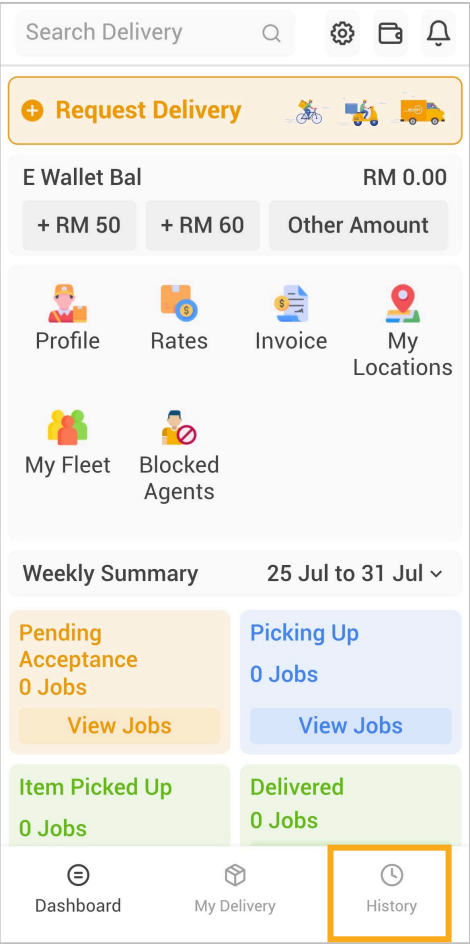 Search Delivery
Request Delivery
E Wallet Bal RM 0.00
+ RM 50 + RM 60 Other Amount
Profile Rates Invoice My
Locations
My Fleet Blocked
Agents
Weekly Summary 25 Jul to 31 Jul
Pending
Acceptance
0 Jobs
View Jobs
Picking Up
0 Jobs
View Jobs
Item Picked Up
0 Jobs
Delivered
0 Jobs
Dashboard My Delivery History